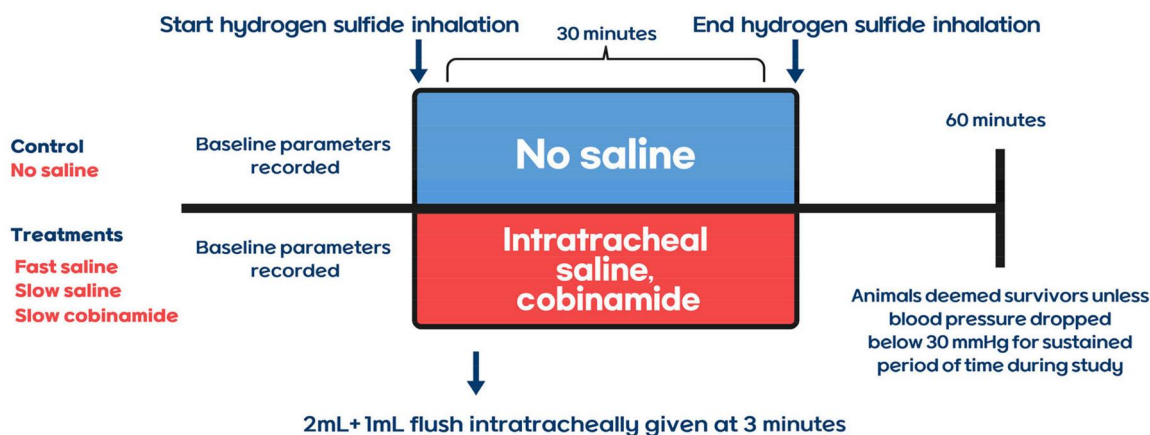 Start hydrogen sulfide inhalation
30 minutes
End hydrogen sulfide inhalation
60 minutes
Control
No saline
Baseline parameters
recorded
No saline
Treatments
Fast saline
Slow saline
Slow cobinamide
Baseline parameters
recorded
Intratracheal
saline,
cobinamide
Animals deemed survivors unless
blood pressure dropped
below 30 mmHg for sustained
period of time during study
2mL+ 1mL flush intratracheally given at 3 minutes